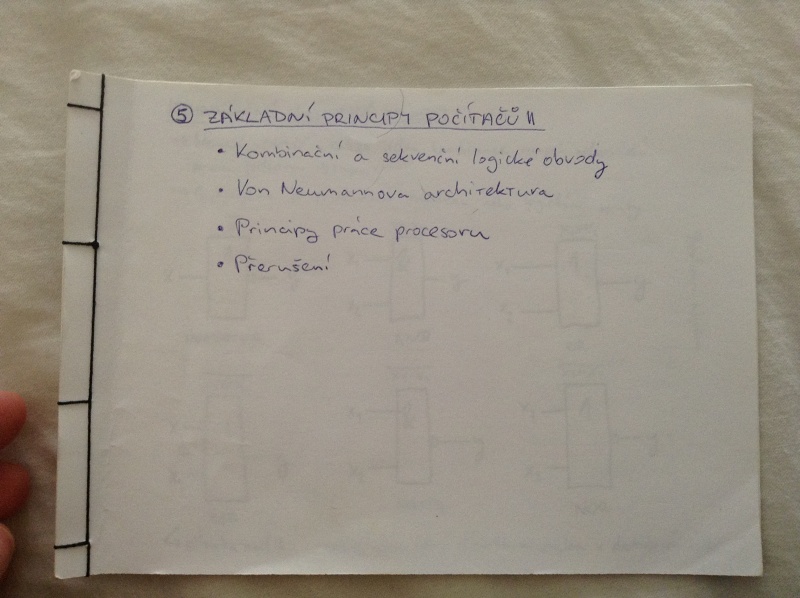 ⑤ ZÁKLADNÍ PRINCIPY POČÍTAČŮ II
• Kombinační a sekvenční logické obvody
• Von Neumannova architektura
• Principy práce procesoru
• Přerušení